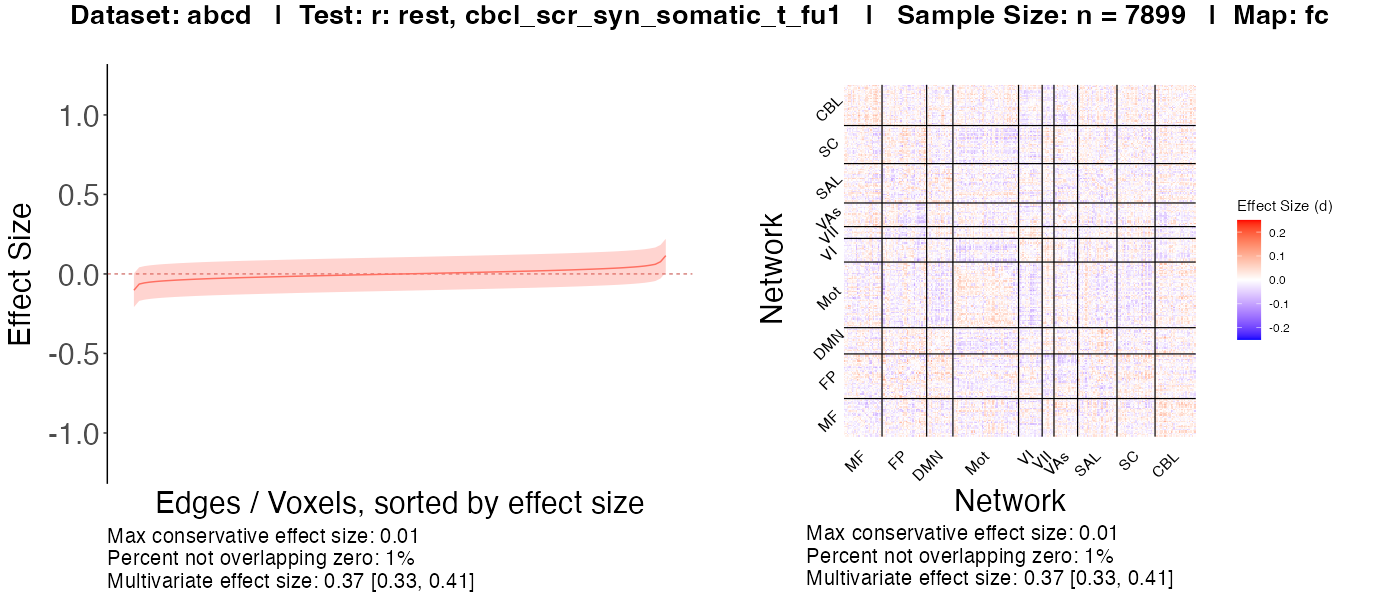 Dataset: abcd | Test: r: rest, cbcl_scr_syn_somatic_t_fu1 | Sample Size: n = 7899 | Map: fc
Effect Size
1.0
0.5
0.0
-0.5
-1.0
Edges / Voxels, sorted by effect size
Max conservative effect size: 0.01
Percent not overlapping zero: 1%
Multivariate effect size: 0.37 [0.33, 0.41]
Network
CBL
SC
SAL
VAs
VII
VI
Mot
DMN
FP
MF
MF
FP
DMN
Mot
VI
VII
VAs
SAL
SC
CBL
Network
Max conservative effect size: 0.01
Percent not overlapping zero: 1%
Multivariate effect size: 0.37 [0.33, 0.41]
Effect Size (d)
0.2
0.1
0.0
-0.1
-0.2